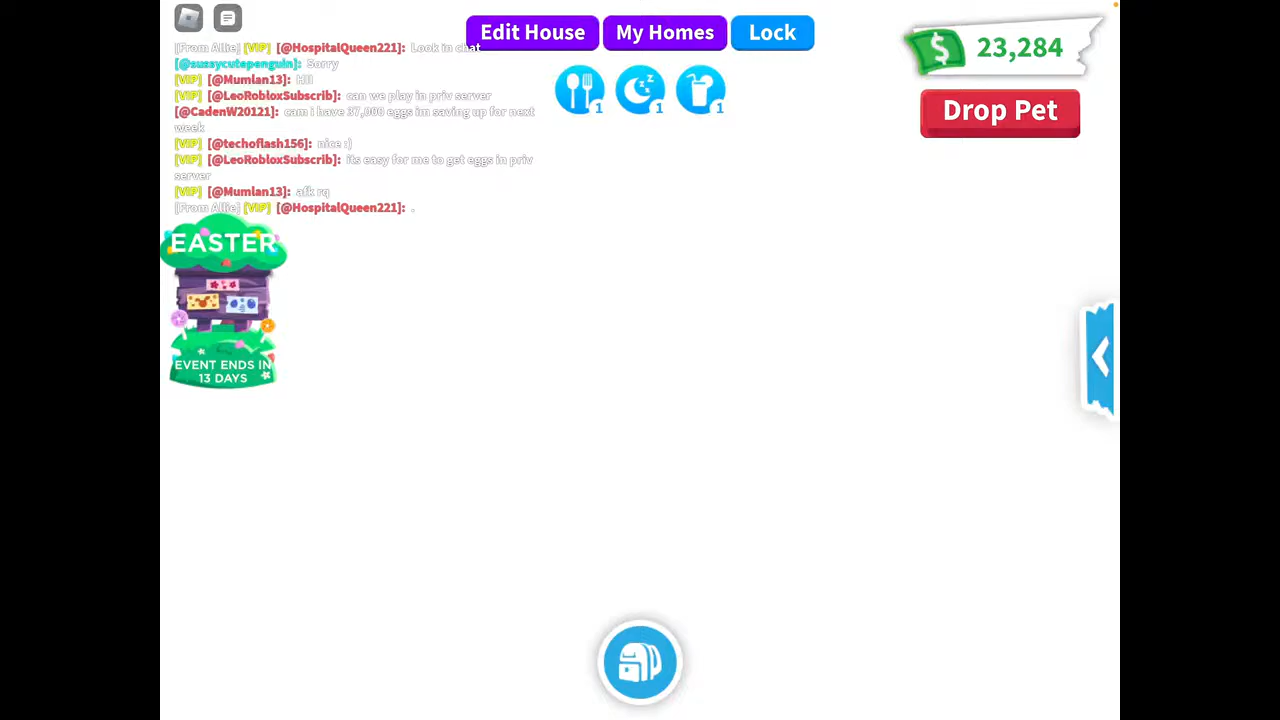 Edit House
My Homes
Lock
23,284
Drop Pet
1
1
1
[From Allie] [VIP] [@HospitalQueen221]: Look in chat
[@sussycutepenguin]: Sorry
[VIP] [@Mumlan13]: HII
[VIP] [@LeoRobloxSubscrib]: can we play in priv server
[@CadenW20121]: cam i have 37,000 eggs im saving up for next
week
[VIP] [@techoflash156]: nice :)
[VIP] [@LeoRobloxSubscrib]: its easy for me to get eggs in priv
server
[VIP] [@Mumlan13]: afk rq
[From Allie] [VIP] [@HospitalQueen221]: .
EASTER
EVENT ENDS IN
13 DAYS